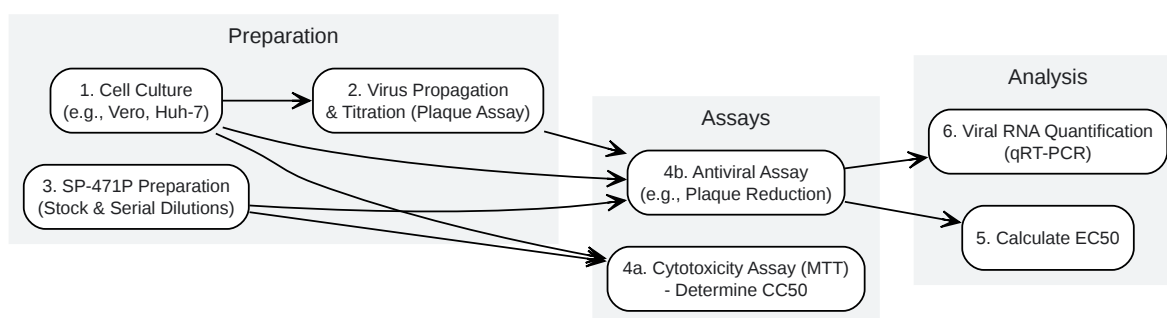 Preparation
1. Cell Culture
(e.g., Vero, Huh-7)
2. Virus Propagation
& Titration (Plaque Assay)
3. SP-471P Preparation
(Stock & Serial Dilutions)
Assays
4b. Antiviral Assay
(e.g., Plaque Reduction)
4a. Cytotoxicity Assay (MTT)
- Determine CC50
Analysis
6. Viral RNA Quantification
(qRT-PCR)
5. Calculate EC50